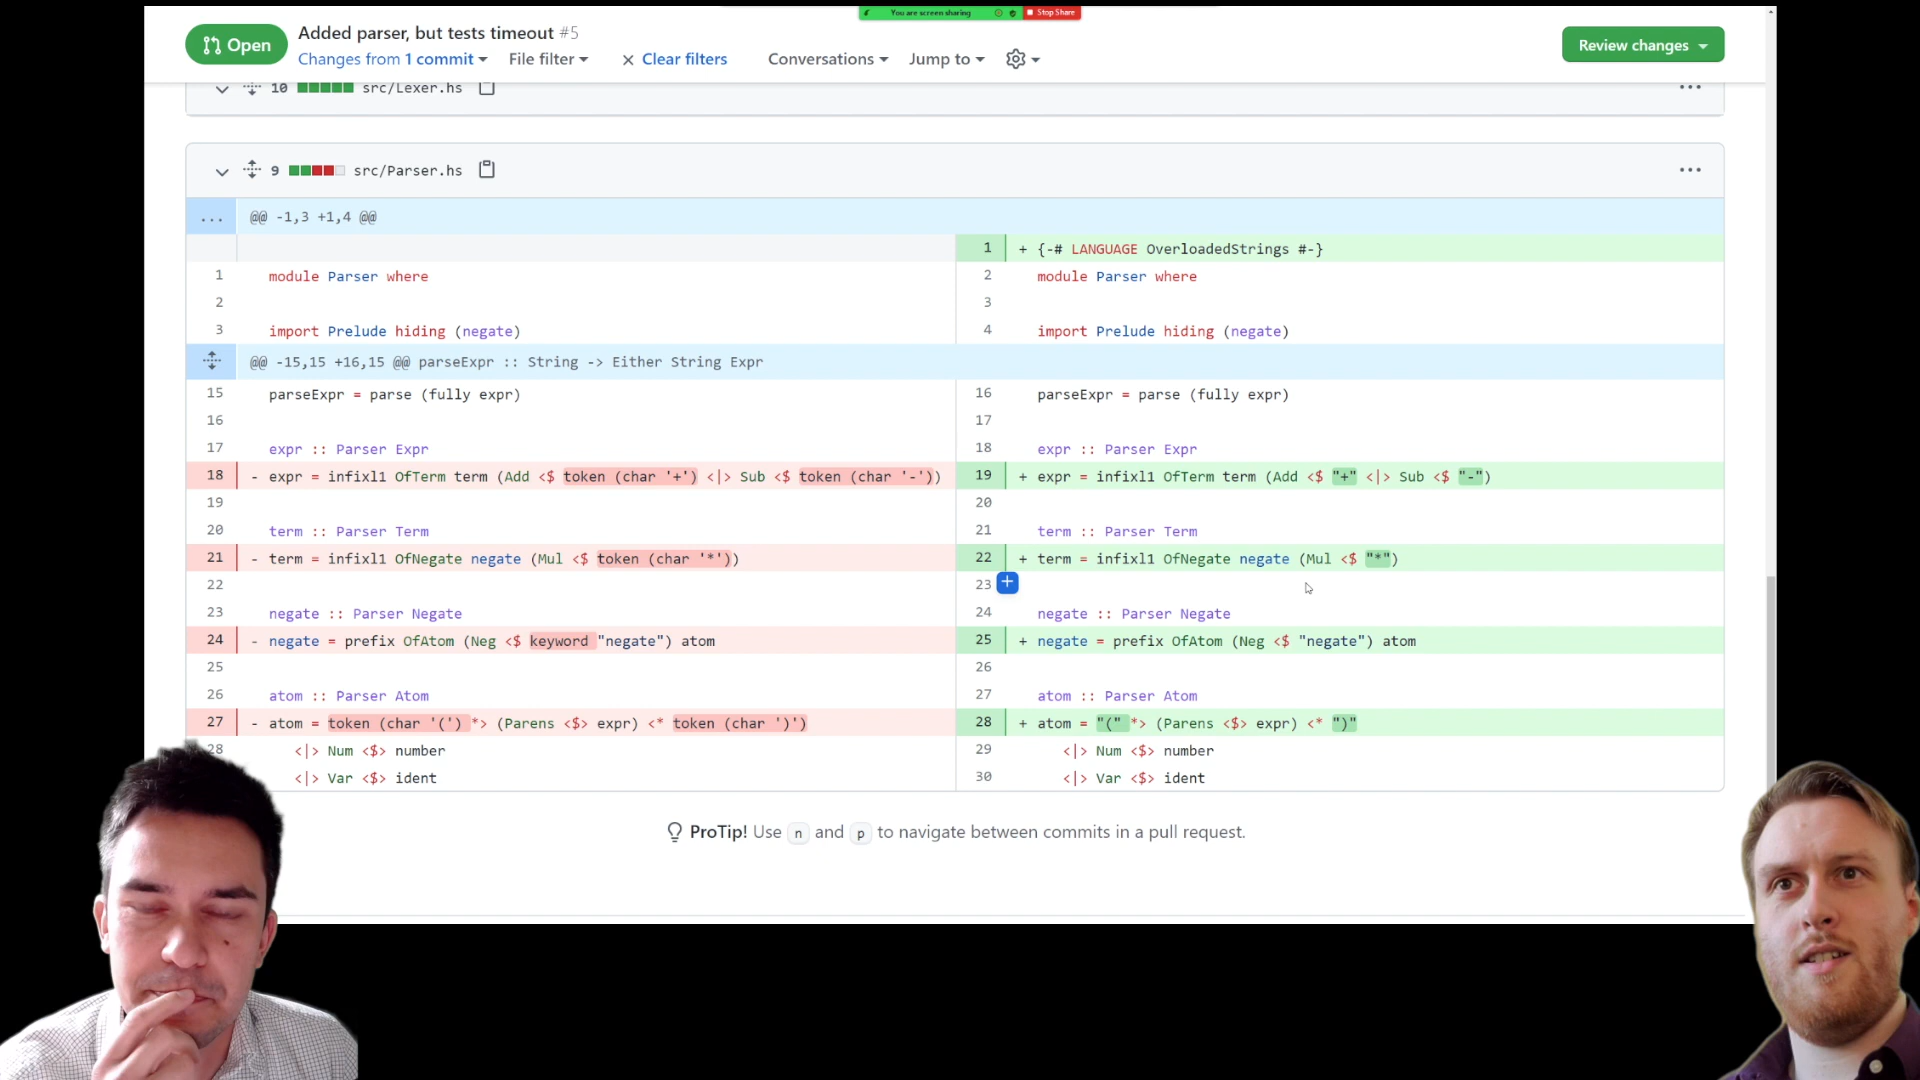 You are screen sharing Stop Share
Open
Added parser, but tests timeout #5
Changes from 1 commit File filter Clear filters Conversations Jump to
Review changes
10 src/Lexer.hs
9 src/Parser.hs
... @@ -1,3 +1,4 @@
1 + {-# LANGUAGE OverloadedStrings #-}
1 module Parser where 2 module Parser where
2 3
3 import Prelude hiding (negate) 4 import Prelude hiding (negate)
@@ -15,15 +16,15 @@ parseExpr :: String -> Either String Expr
15 parseExpr = parse (fully expr) 16 parseExpr = parse (fully expr)
16 17
17 expr :: Parser Expr 18 expr :: Parser Expr
18 - expr = infixl1 OfTerm term (Add <$ token (char '+') <|> Sub <$ token (char '-')) 19 + expr = infixl1 OfTerm term (Add <$ "+" <|> Sub <$ "-")
19 20
20 term :: Parser Term 21 term :: Parser Term
21 - term = infixl1 OfNegate negate (Mul <$ token (char '*')) 22 + term = infixl1 OfNegate negate (Mul <$ "*")
22 23
23 negate :: Parser Negate 24 negate :: Parser Negate
24 - negate = prefix OfAtom (Neg <$ keyword "negate") atom 25 + negate = prefix OfAtom (Neg <$ "negate") atom
25 26
26 atom :: Parser Atom 27 atom :: Parser Atom
27 - atom = token (char '(') *> (Parens <$> expr) <* token (char ')') 28 + atom = "(" *> (Parens <$> expr) <* ")"
28 <|> Num <$> number 29 <|> Num <$> number
<|> Var <$> ident 30 <|> Var <$> ident
ProTip! Use n and p to navigate between commits in a pull request.